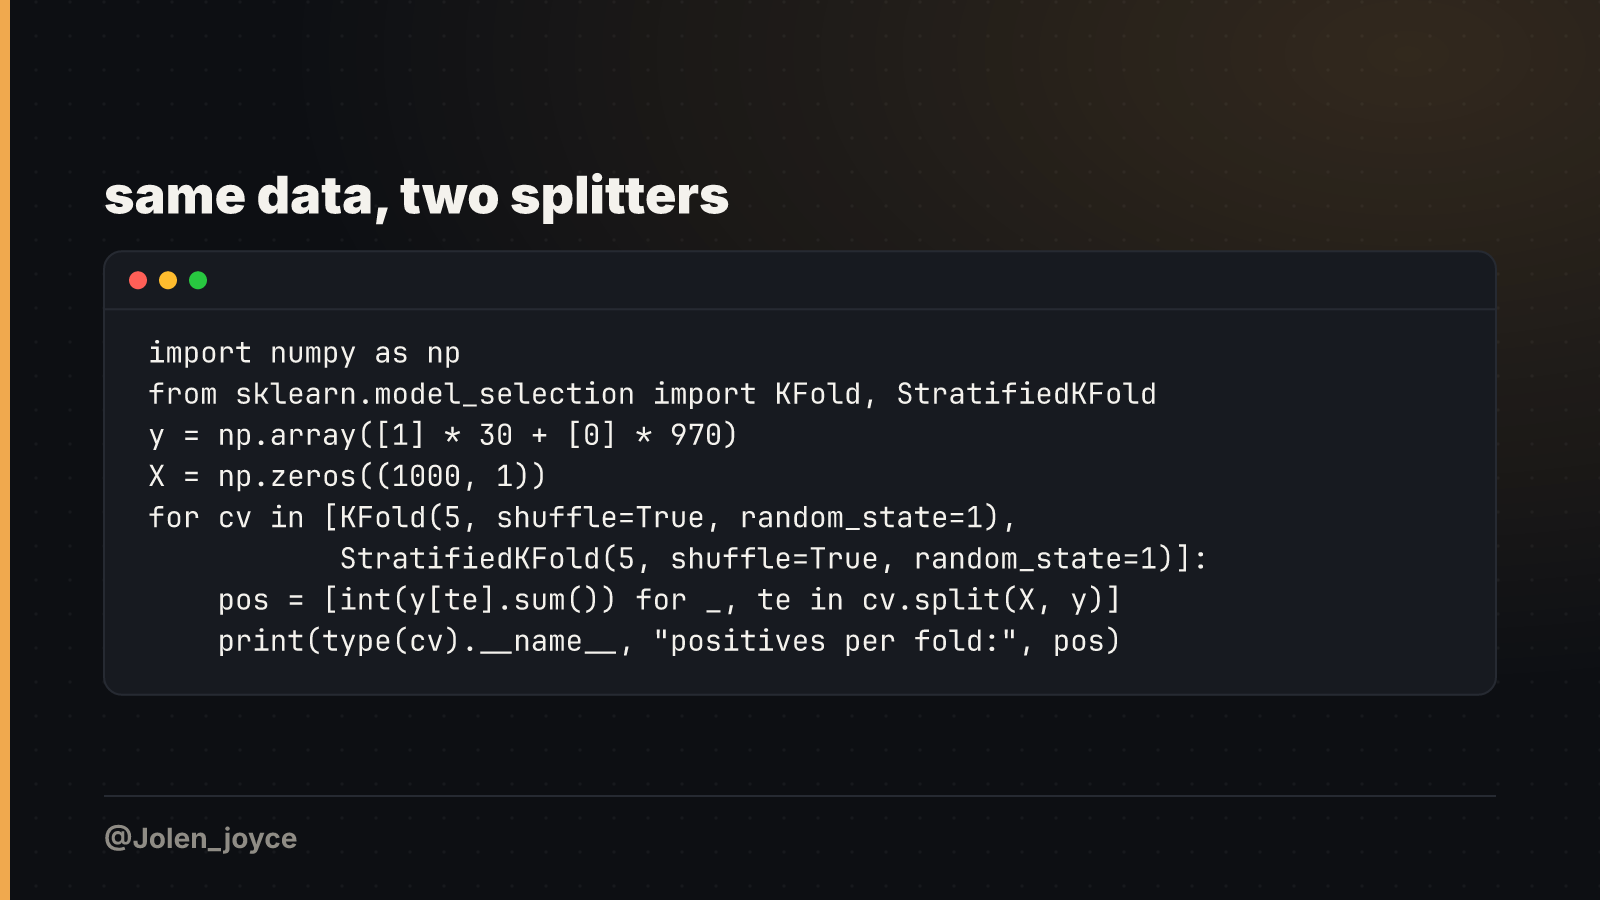 same data, two splitters
import numpy as np
from sklearn.model_selection import KFold, StratifiedKFold
y = np.array([1] * 30 + [0] * 970)
X = np.zeros((1000, 1))
for cv in [KFold(5, shuffle=True, random_state=1),
           StratifiedKFold(5, shuffle=True, random_state=1)]:
    pos = [int(y[te].sum()) for _, te in cv.split(X, y)]
    print(type(cv).__name__, "positives per fold:", pos)
@Jolen_joyce